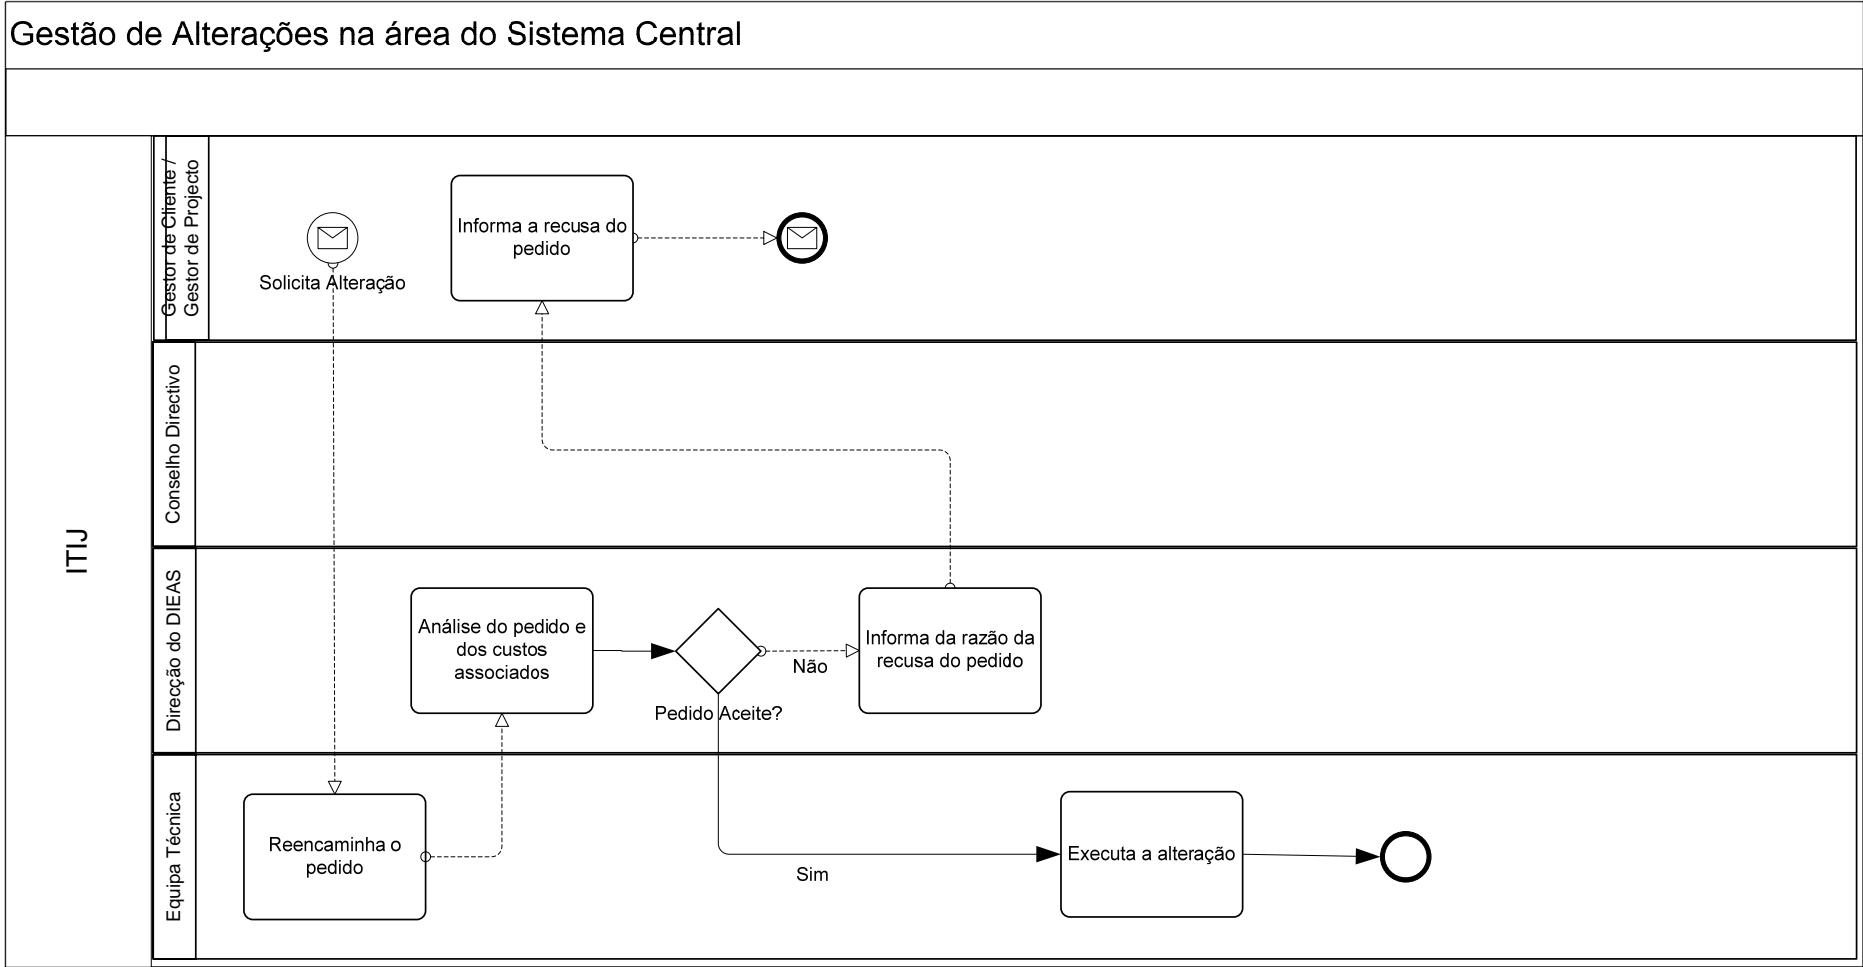 Gestão de Alterações na área do Sistema Central
ITIJ
Gestor de Cliente /
Gestor de Projecto
Solicita Alteração
Informa a recusa do
pedido
Conselho Directivo
Direcção do DIEAS
Análise do pedido e
dos custos
associados
Pedido Aceite?
Não
Informa da razão da
recusa do pedido
Equipa Técnica
Reencaminha o
pedido
Sim
Executa a alteração